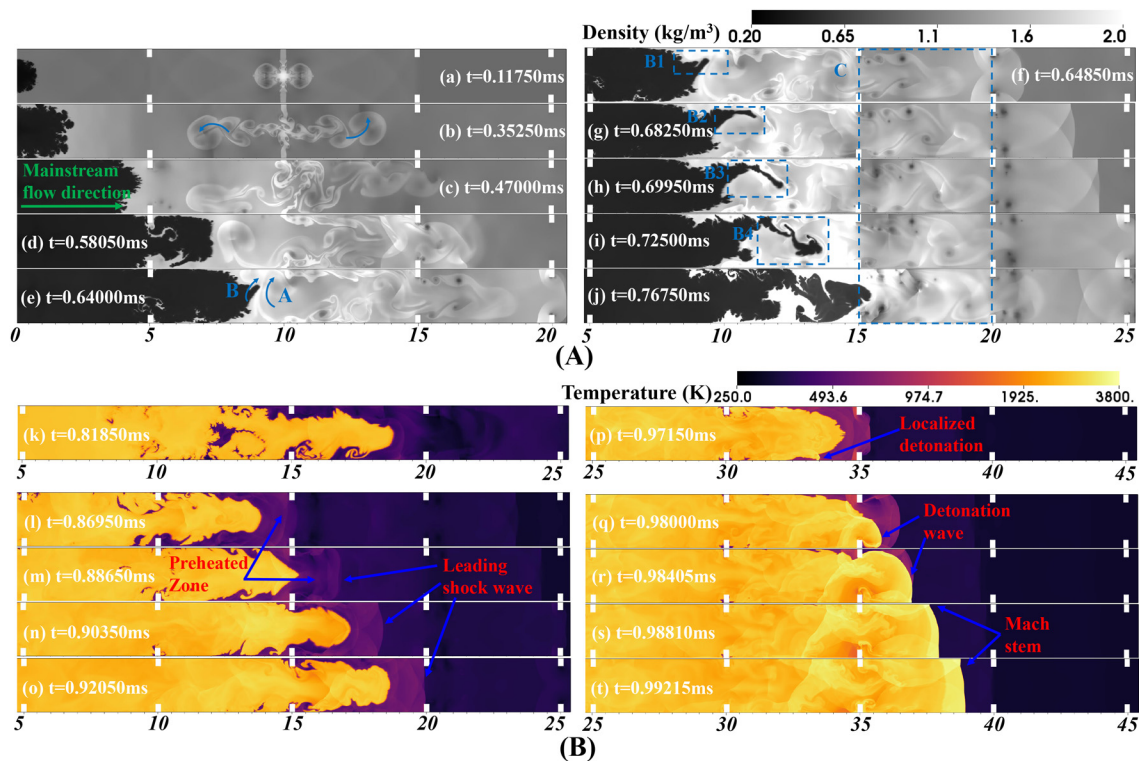 (A)
(a) t=0.11750ms
(b) t=0.35250ms
Mainstream
flow direction
(c) t=0.47000ms
(d) t=0.58050ms
(e) t=0.64000ms
B
A
0 5 10 15 20
Density (kg/m³)
0.20 0.65 1.1 1.6 2.0
B1
C
(f) t=0.64850ms
B2
(g) t=0.68250ms
B3
(h) t=0.69950ms
B4
(i) t=0.72500ms
(j) t=0.76750ms
5 10 15 20 25
(A)
Temperature (K)
250.0 493.6 974.7 1925. 3800.
(k) t=0.81850ms
5 10 15 20 25
(l) t=0.86950ms
Preheated
Zone
(m) t=0.88650ms
Leading
shock wave
(n) t=0.90350ms
(o) t=0.92050ms
5 10 15 20 25
Localized
detonation
(p) t=0.97150ms
25 30 35 40 45
Detonation
wave
(q) t=0.98000ms
(r) t=0.98405ms
Mach
stem
(s) t=0.98810ms
(t) t=0.99215ms
25 30 35 40 45
(B)